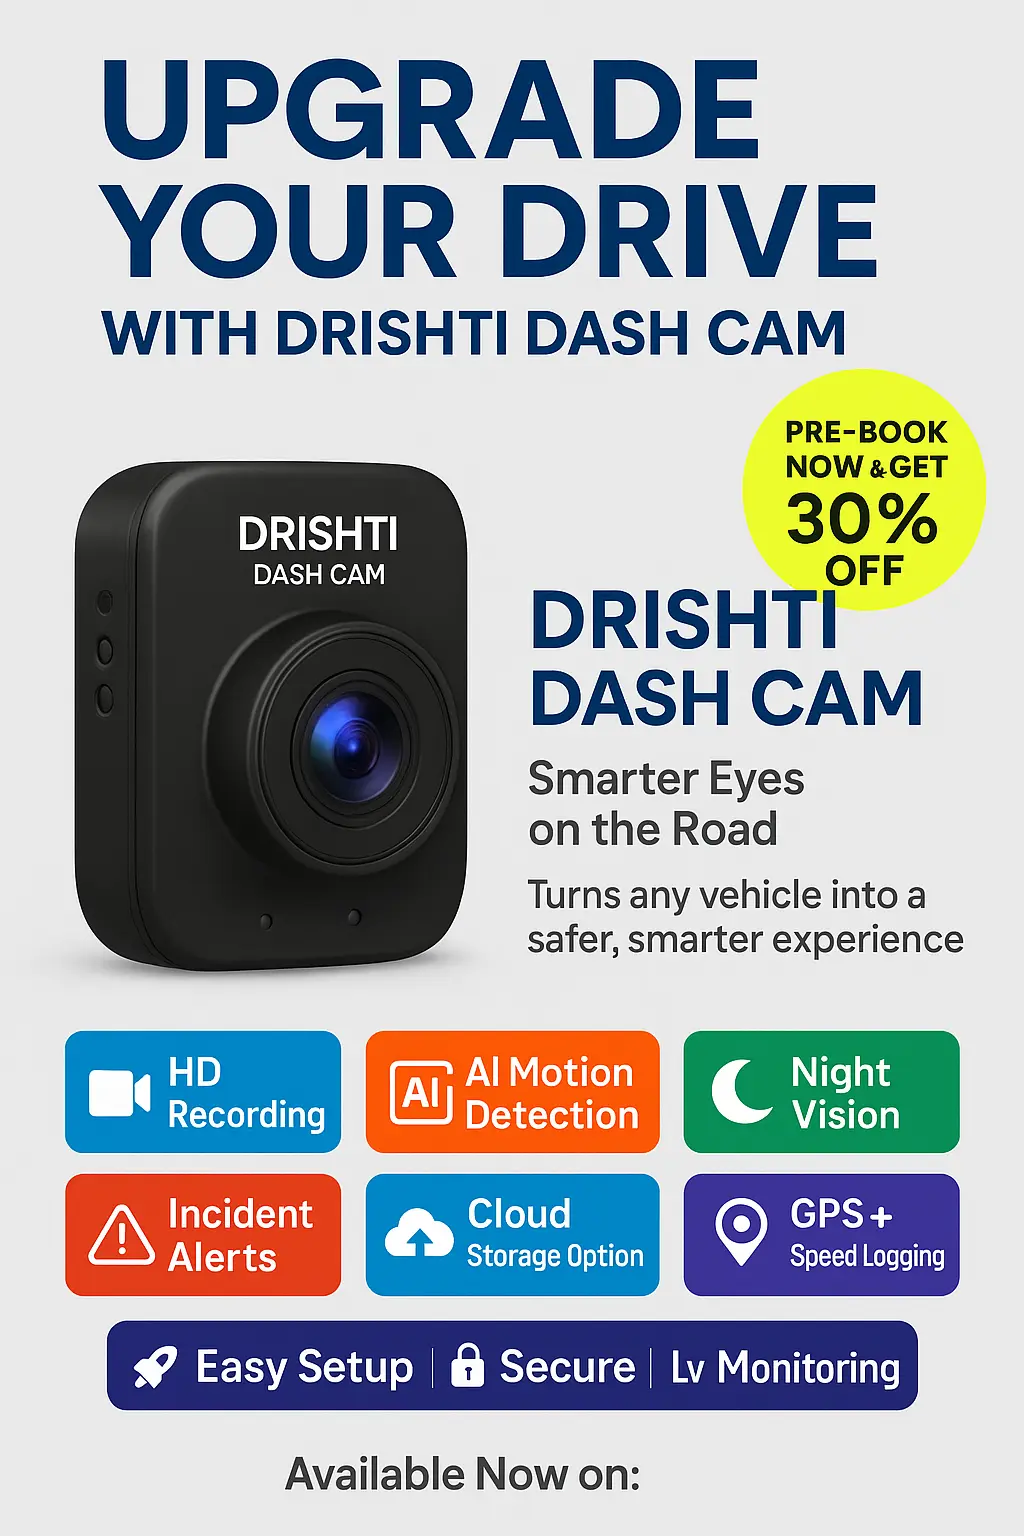 UPGRADE
YOUR DRIVE
WITH DRISHTI DASH CAM
PRE-BOOK
NOW & GET
30%
OFF
DRISHTI
DASH CAM
DRISHTI
DASH CAM
Smarter Eyes
on the Road
Turns any vehicle into a
safer, smarter experience
HD
Recording
AI
AI Motion
Detection
Night
Vision
Incident
Alerts
Cloud
Storage Option
GPS+
Speed Logging
Easy Setup
Secure
Lv Monitoring
Available Now on: